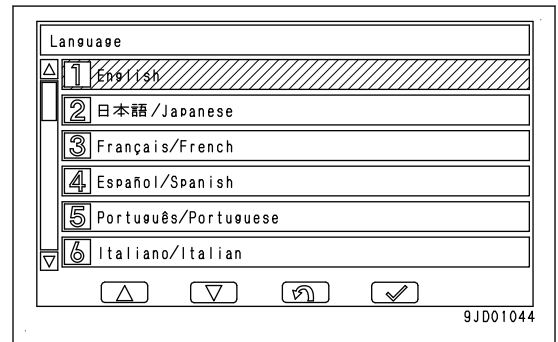 Language
1 English
2 日本語/Japanese
3 Français/French
4 Español/Spanish
5 Português/Portuguese
6 Italiano/Italian
9JD01044